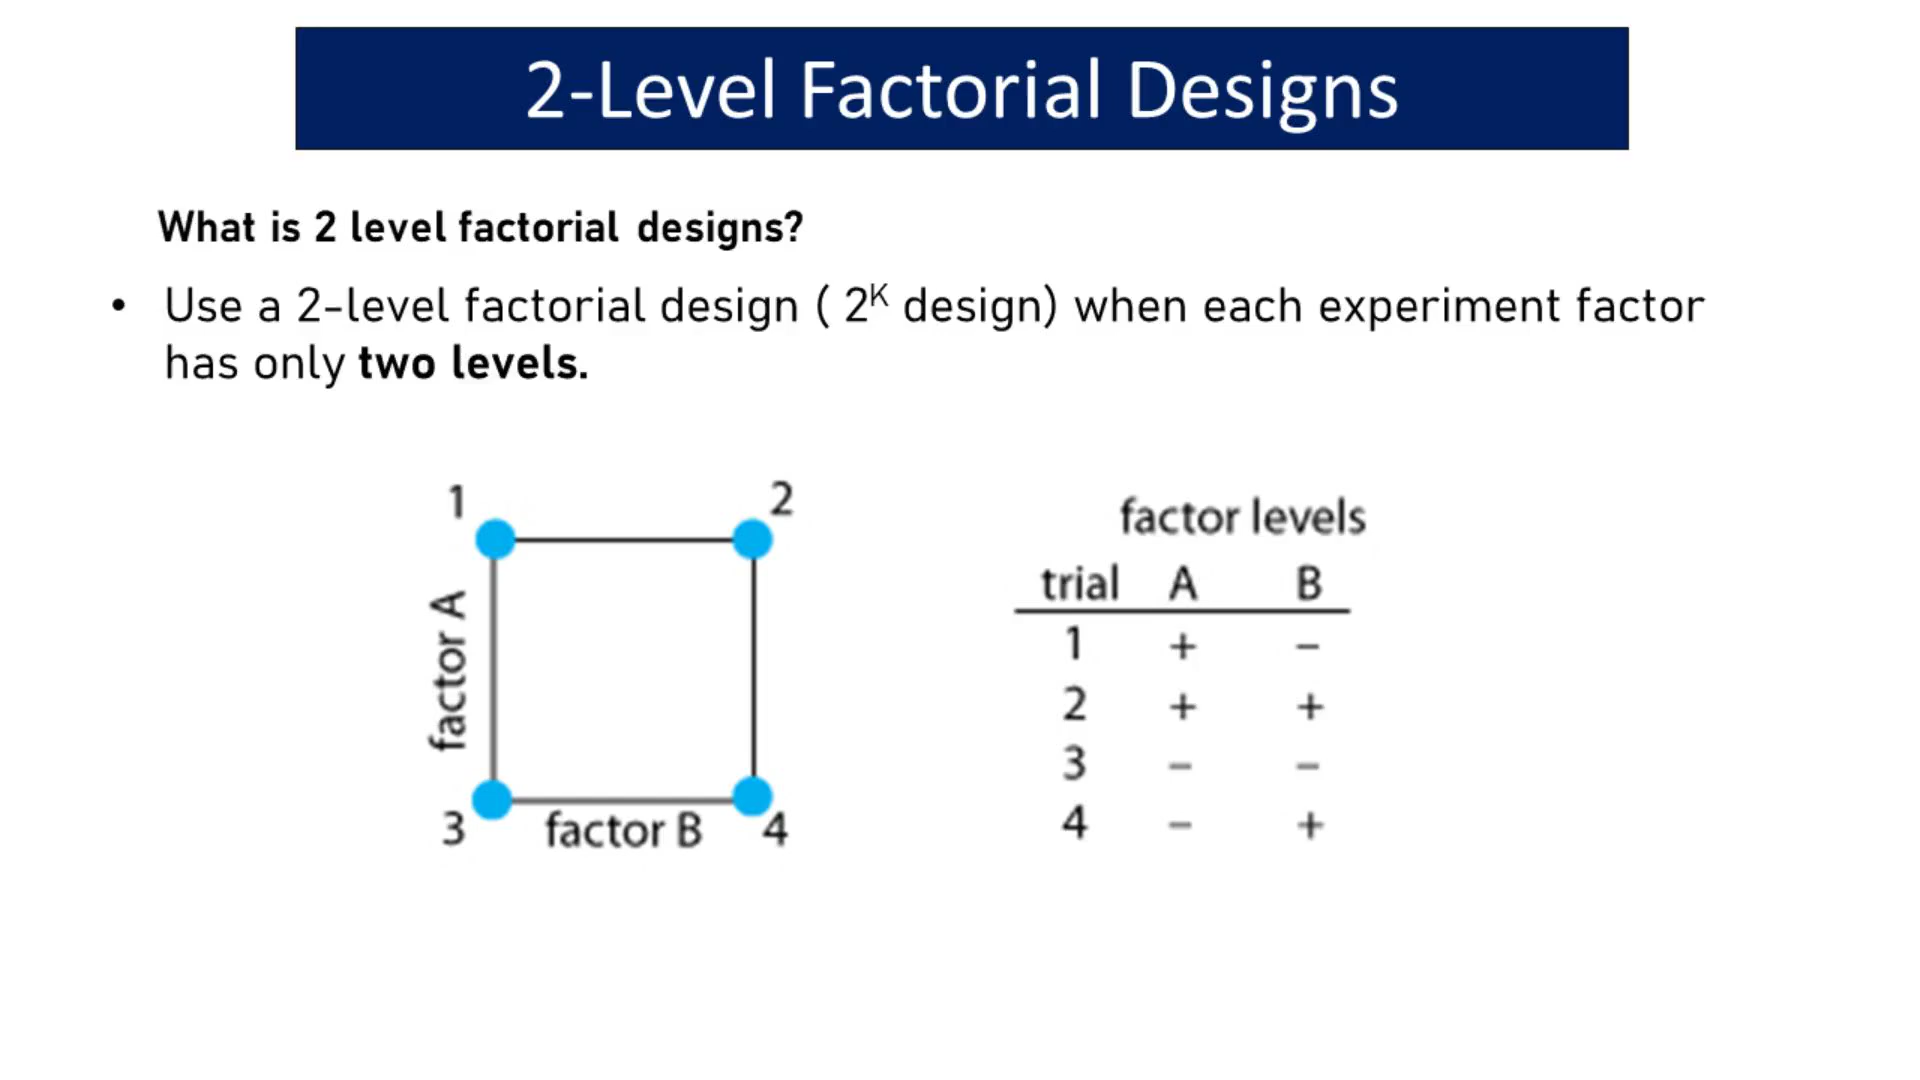 2-Level Factorial Designs
What is 2 level factorial designs?
• Use a 2-level factorial design ( 2ᴷ design) when each experiment factor
has only two levels.
1
2
factor A
3
factor B
4
factor levels
trial A B
1 + −
2 + +
3 − −
4 − +